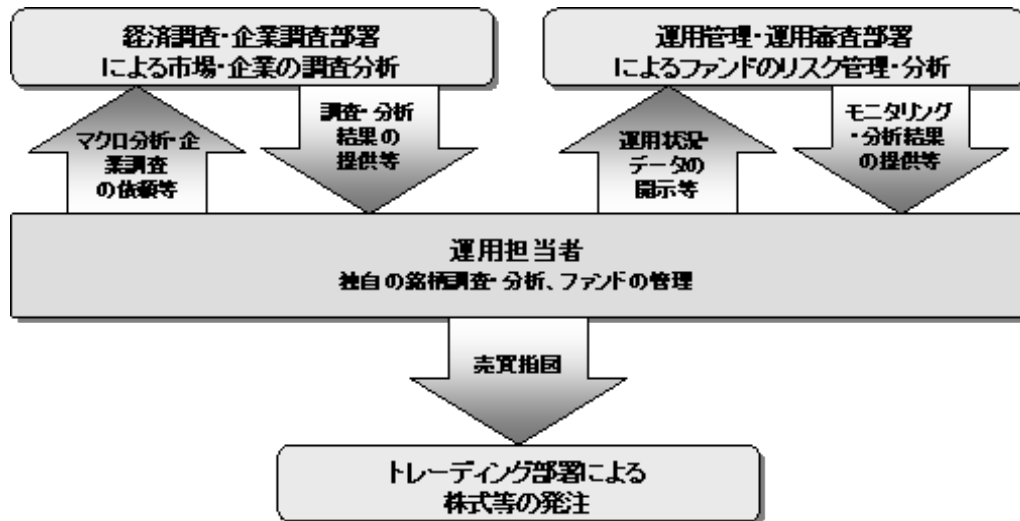 経済調査・企業調査部署
による市場・企業の調査分析
運用管理・運用審査部署
によるファンドのリスク管理・分析
マクロ分析・企
業調査
の依頼等
調査・分析
結果の
提供等
運用状況・
データの
開示等
モニタリング
・分析結果
の提供等
運用担当者
独自の銘柄調査・分析、ファンドの管理
売買指図
トレーディング部署による
株式等の発注